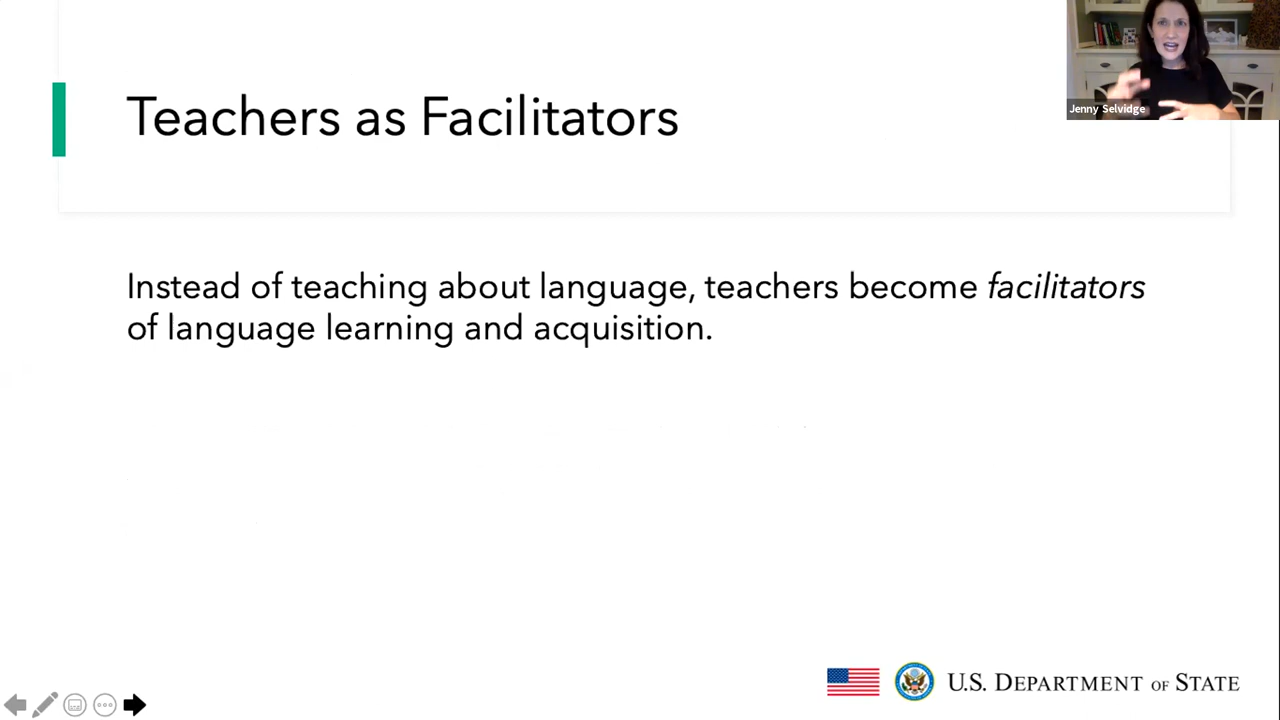 Teachers as Facilitators
Jenny Selvidge
Instead of teaching about language, teachers become facilitators
of language learning and acquisition.
U.S. DEPARTMENT OF STATE